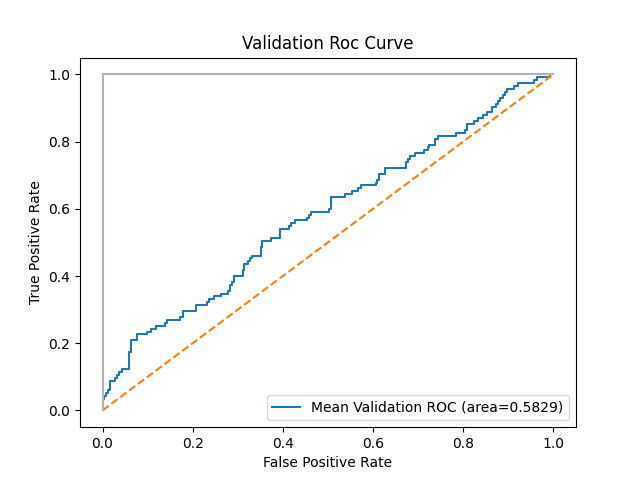 Validation Roc Curve
True Positive Rate
1.0
0.8
0.6
0.4
0.2
0.0
Mean Validation ROC (area=0.5829)
0.0 0.2 0.4 0.6 0.8 1.0
False Positive Rate